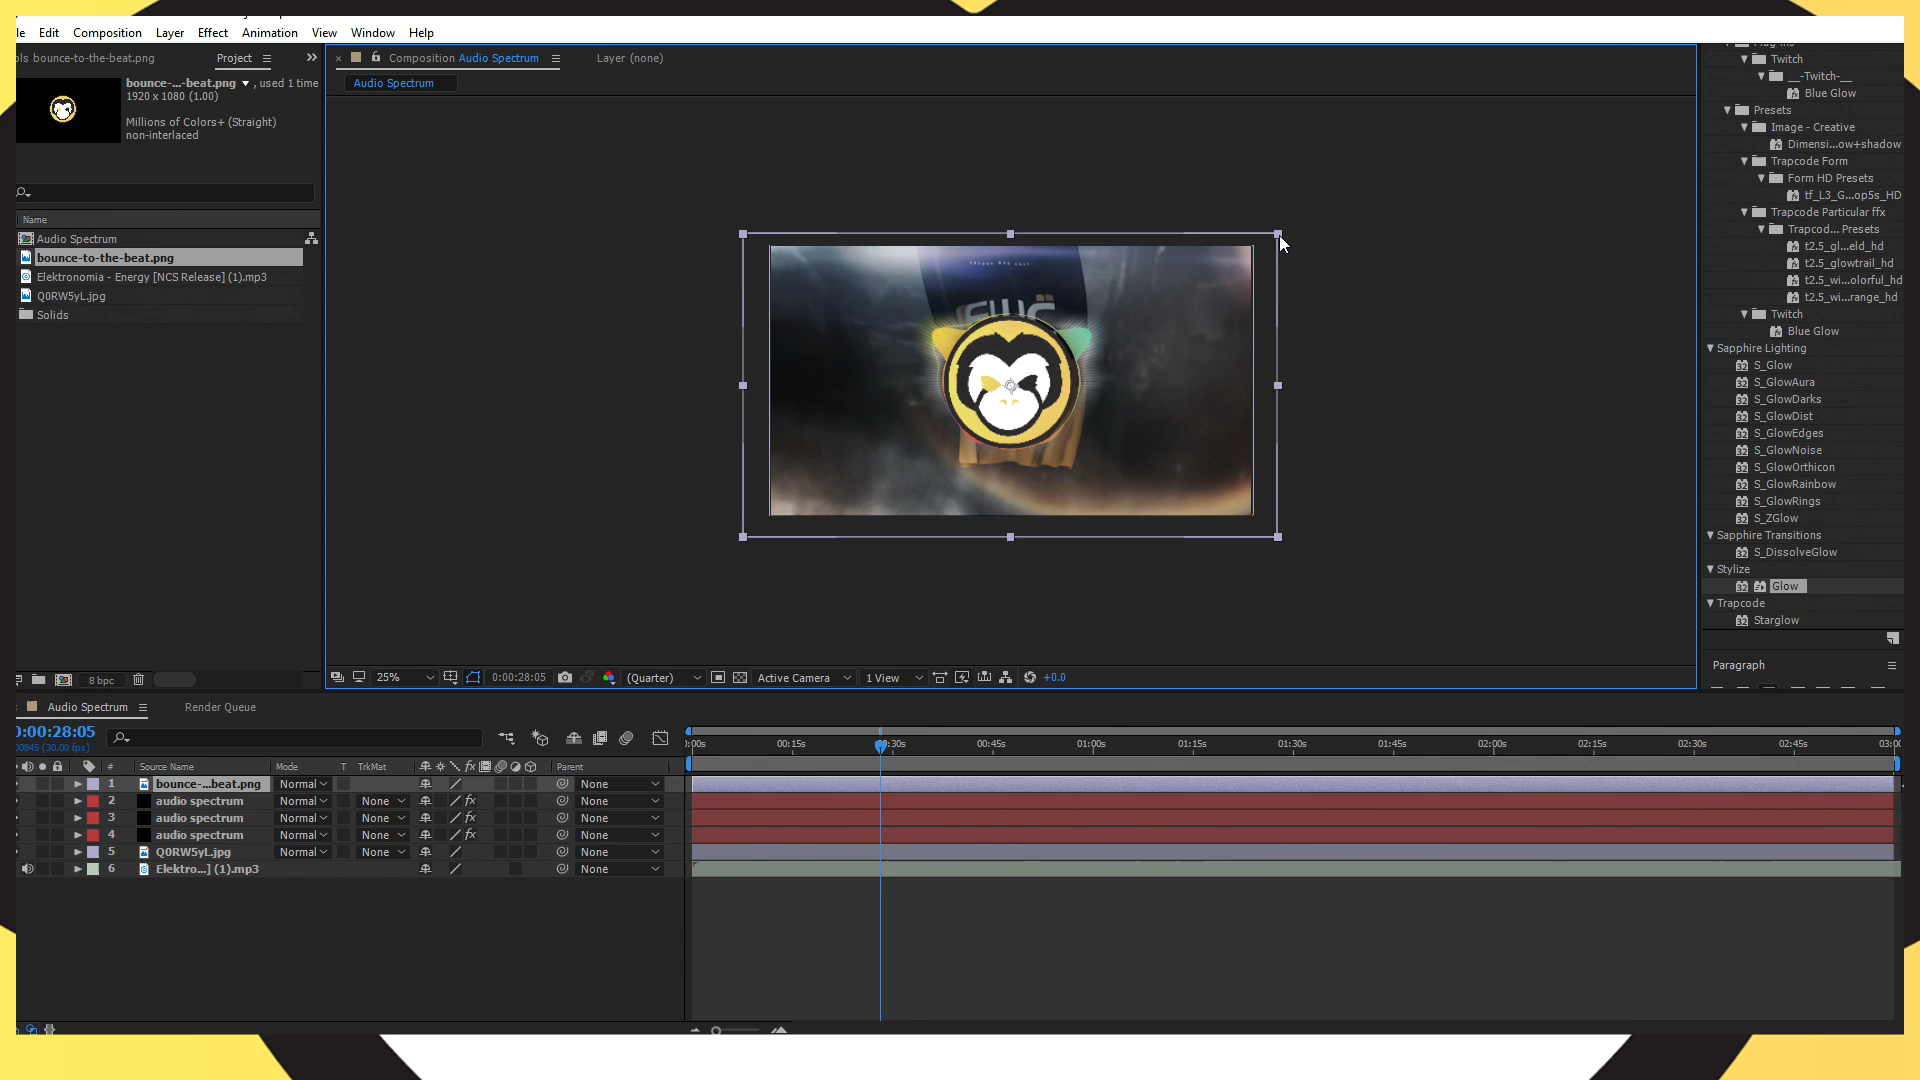 le Edit Composition Layer Effect Animation View Window Help
ols bounce-to-the-beat.png Project
bounce-...-beat.png , used 1 time
1920 x 1080 (1.00)
Millions of Colors+ (Straight)
non-interlaced
Name
Audio Spectrum
bounce-to-the-beat.png
Elektronomia - Energy [NCS Release] (1).mp3
Q0RW5yL.jpg
Solids
8 bpc
× Composition Audio Spectrum Layer (none)
Audio Spectrum
25% 0:00:28:05 (Quarter) Active Camera 1 View +0.0
Twitch
__-Twitch-__
Blue Glow
Presets
Image - Creative
Dimensi...ow+shadow
Trapcode Form
Form HD Presets
tf_L3_G...op5s_HD
Trapcode Particular ffx
Trapcod... Presets
t2.5_gl...eld_hd
t2.5_glowtrail_hd
t2.5_wi...olorful_hd
t2.5_wi...range_hd
Twitch
Blue Glow
Sapphire Lighting
S_Glow
S_GlowAura
S_GlowDarks
S_GlowDist
S_GlowEdges
S_GlowNoise
S_GlowOrthicon
S_GlowRainbow
S_GlowRings
S_ZGlow
Sapphire Transitions
S_DissolveGlow
Stylize
32 Glow
Trapcode
Starglow
Paragraph
Audio Spectrum Render Queue
0:00:28:05
00845 (30.00 fps)
# Source Name Mode T TrkMat fx Parent
):00s 00:15s 00:30s 00:45s 01:00s 01:15s 01:30s 01:45s 02:00s 02:15s 02:30s 02:45s 03:00
1 bounce-...beat.png Normal None
2 audio spectrum Normal None fx None
3 audio spectrum Normal None fx None
4 audio spectrum Normal None fx None
5 Q0RW5yL.jpg Normal None None
6 Elektro...] (1).mp3 None